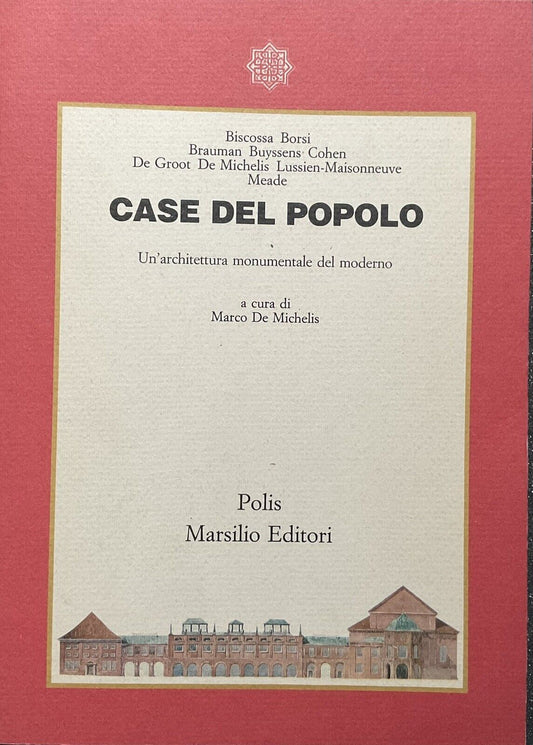 Biscossa Borsi
Brauman Buyssens Cohen
De Groot De Michelis Lussien-Maisonneuve
Meade
CASE DEL POPOLO
Un'architettura monumentale del moderno
a cura di
Marco De Michelis
Polis
Marsilio Editori